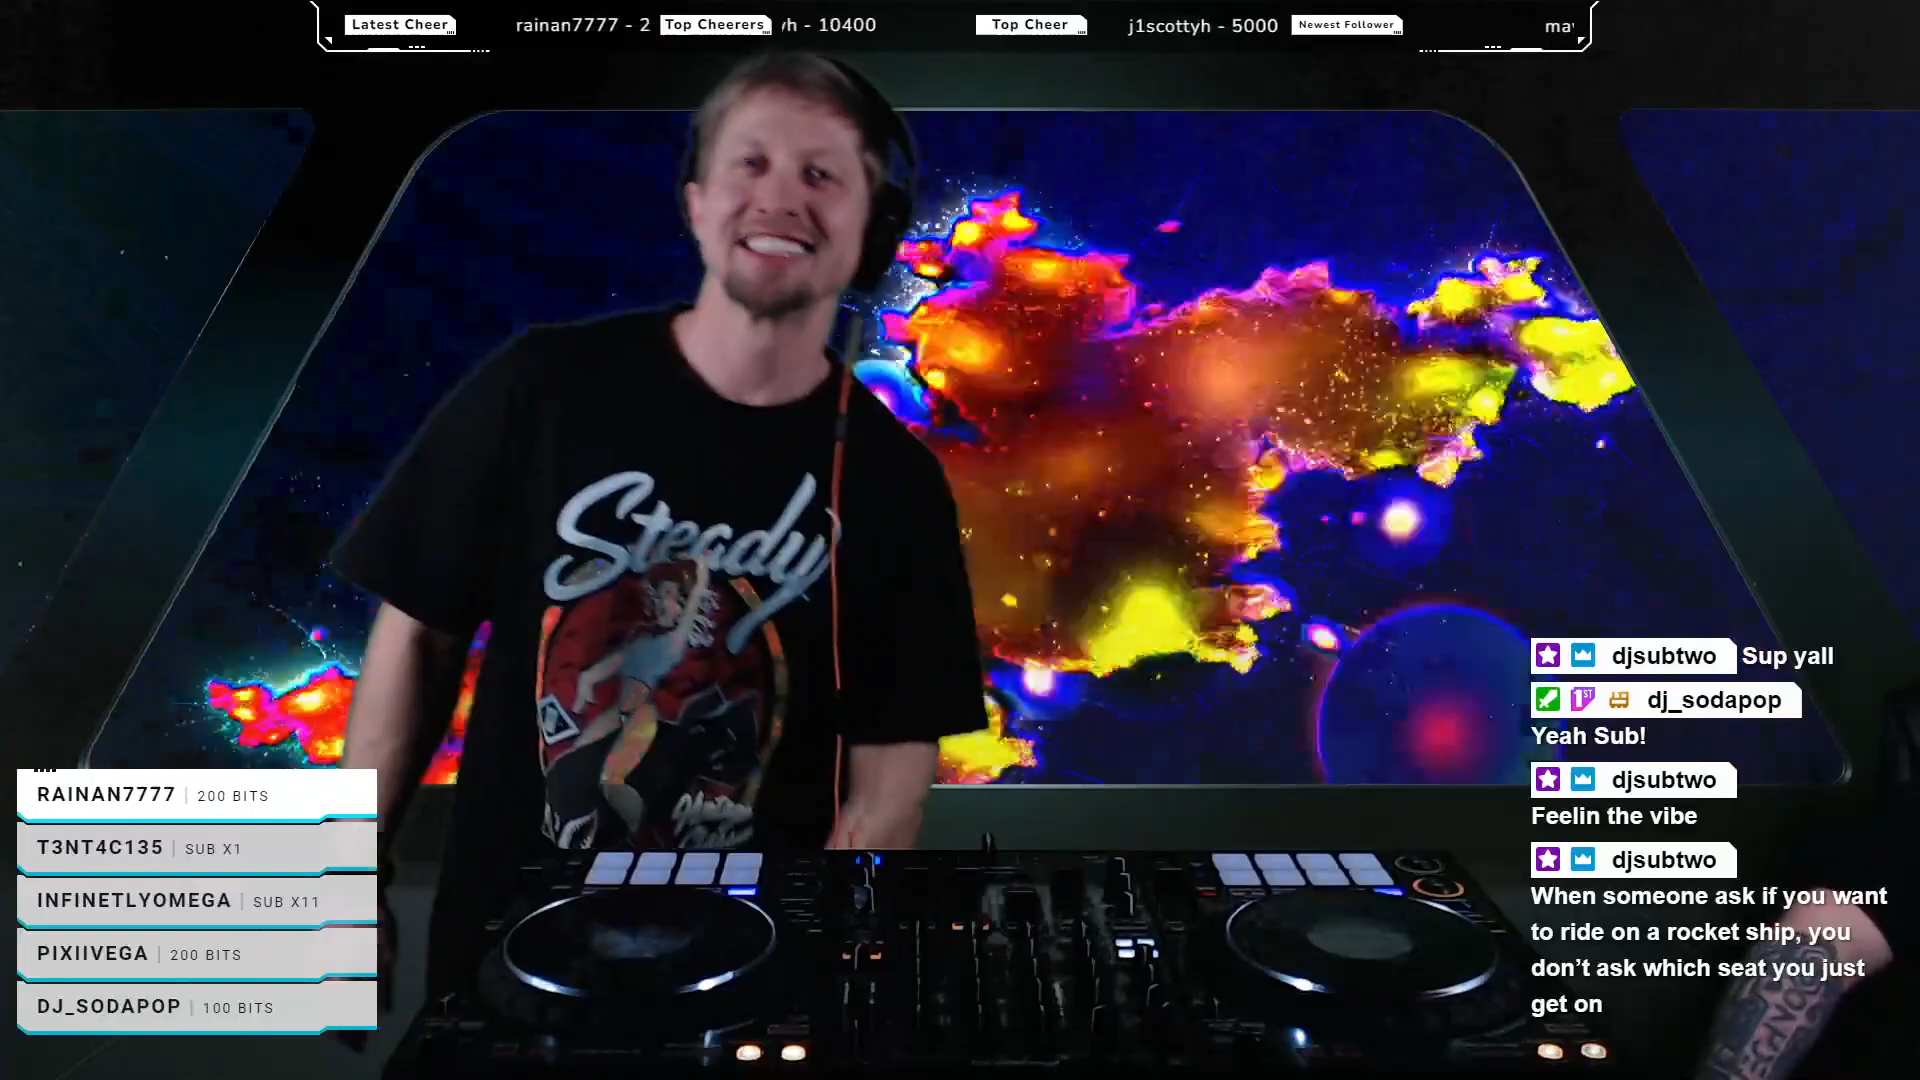 Latest Cheer
rainan7777 - 2
Top Cheerers
yh - 10400
Top Cheer
j1scottyh - 5000
Newest Follower
ma
Steady
djsubtwo Sup yall
dj_sodapop
Yeah Sub!
djsubtwo
Feelin the vibe
djsubtwo
When someone ask if you want
to ride on a rocket ship, you
don’t ask which seat you just
get on
RAINAN7777 | 200 BITS
T3NT4C135 | SUB X1
INFINETLYOMEGA | SUB X11
PIXIIVEGA | 200 BITS
DJ_SODAPOP | 100 BITS